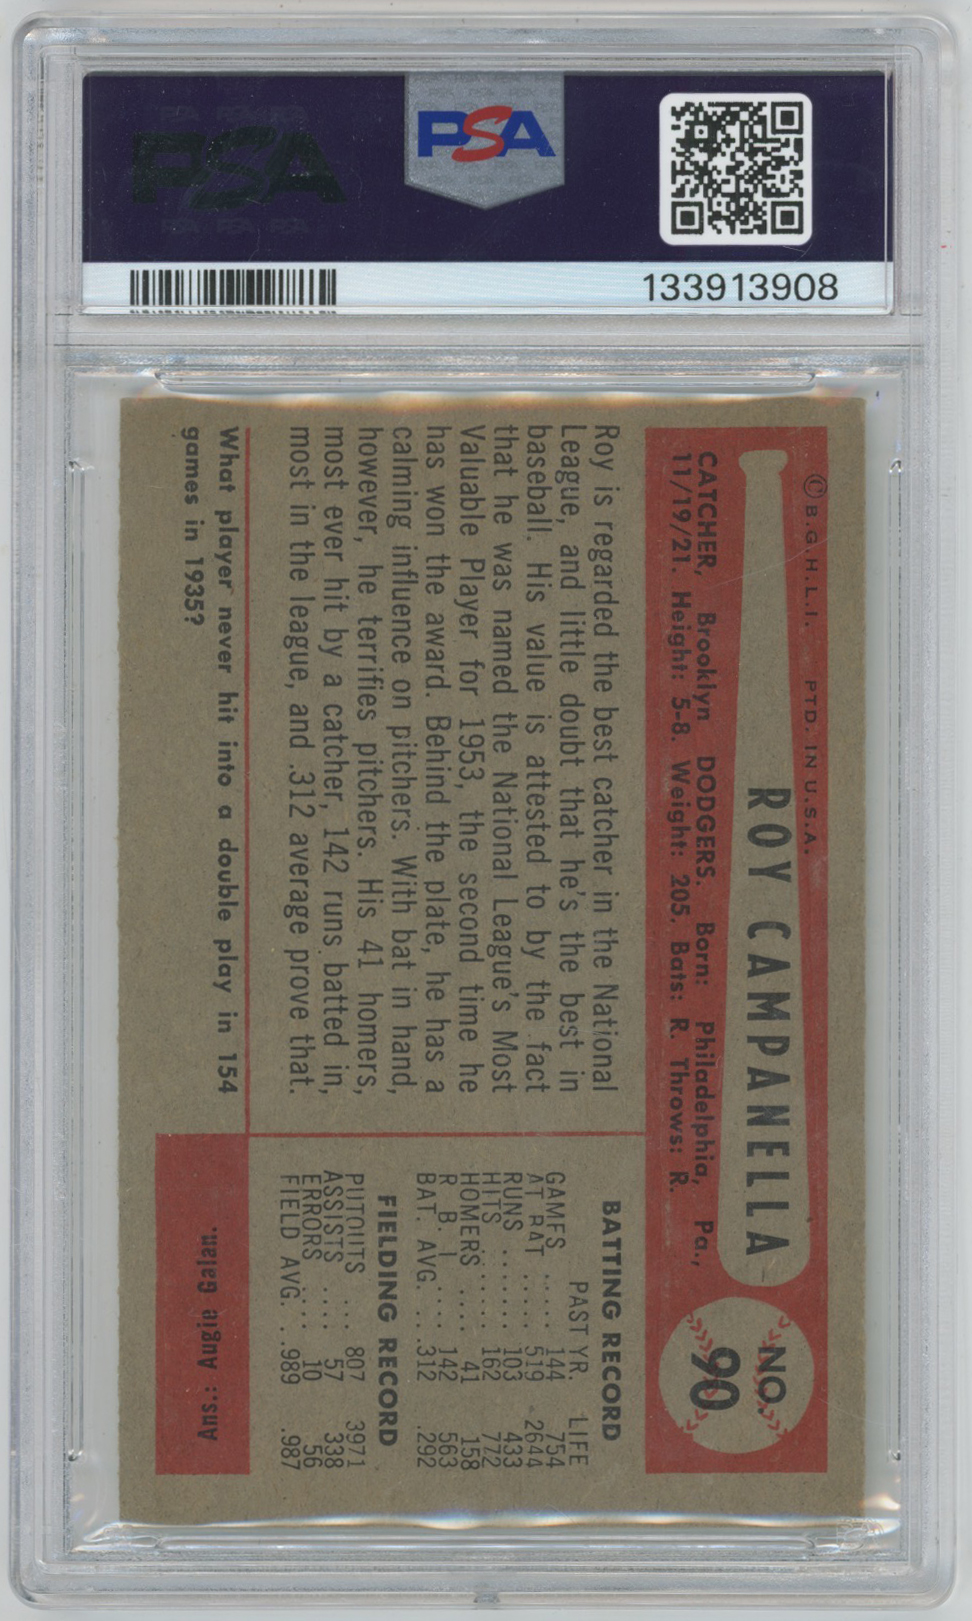 PSA
PSA
133913908
© B.G.H.L.I. PTD. IN U.S.A.
ROY CAMPANELLA
NO.
90
CATCHER, Brooklyn DODGERS. Born: Philadelphia, Pa.,
11/19/21. Height: 5-8. Weight: 205. Bats: R. Throws: R.
Roy is regarded the best catcher in the National
League, and little doubt that he's the best in
baseball. His value is attested to by the fact
that he was named the National League's Most
Valuable Player for 1953, the second time he
has won the award. Behind the plate, he has a
calming influence on pitchers. With bat in hand,
however, he terrifies pitchers. His 41 homers,
most ever hit by a catcher, 142 runs batted in,
most in the league, and .312 average prove that.
BATTING RECORD
PAST YR. LIFE
GAMES ..... 144 754
AT BAT ..... 519 2644
RUNS ...... 103 433
HITS ...... 162 772
HOMERS .... 41 158
R. B. I. .... 142 563
BAT. AVG. ... .312 .292
FIELDING RECORD
PUTOUTS .... 807 3971
ASSISTS .... 57 338
ERRORS .... 10 56
FIELD AVG. . .989 .987
What player never hit into a double play in 154
games in 1935?
Ans.: Augie Galan.